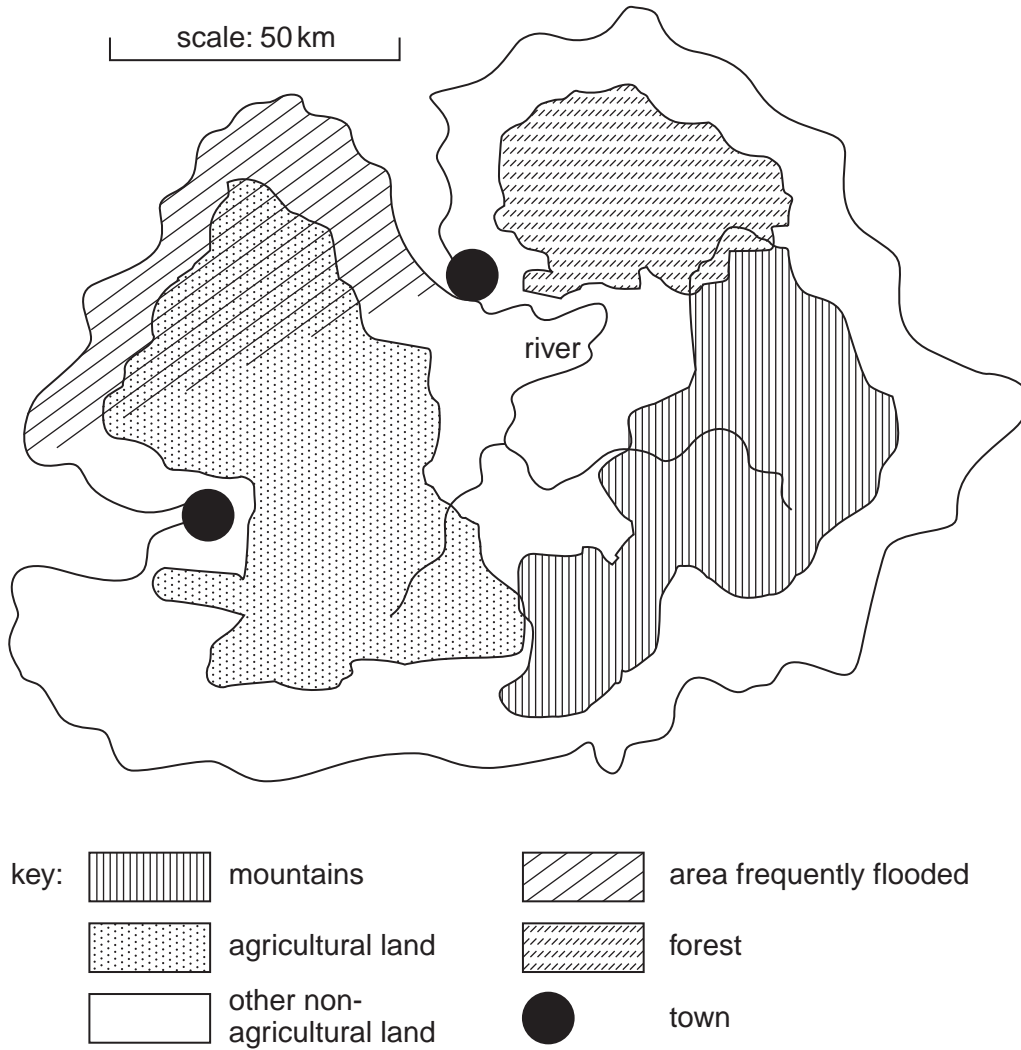 scale: 50 km
river
key:
mountains
area frequently flooded
agricultural land
forest
other non-
agricultural land
town